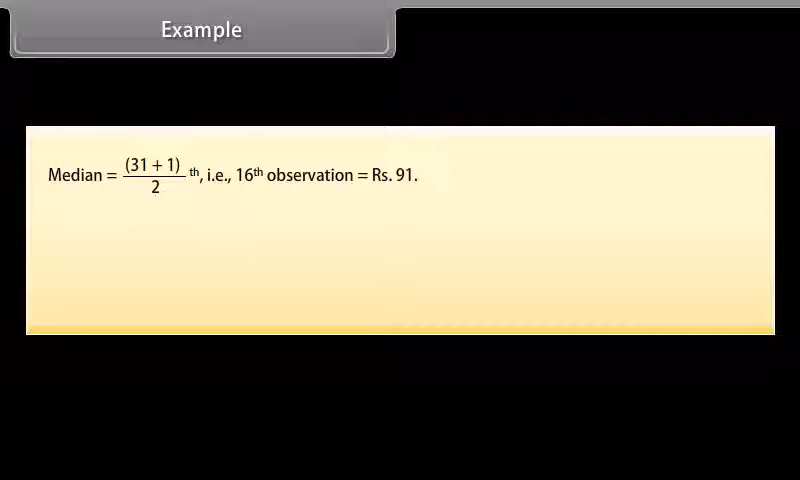 Example
Median = (31 + 1)/2 th, i.e., 16th observation = Rs. 91.